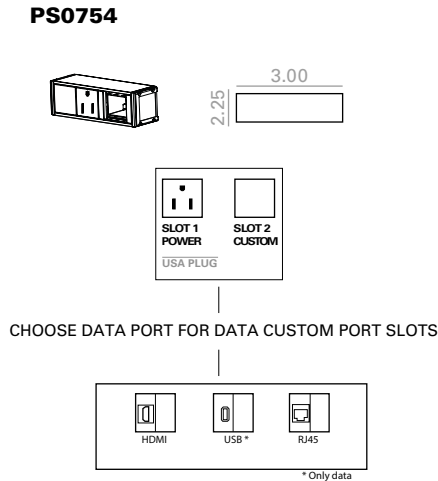 PS0754
3.00
2.25
SLOT 1 SLOT 2
POWER CUSTOM
USA PLUG
CHOOSE DATA PORT FOR DATA CUSTOM PORT SLOTS
HDMI USB * RJ45
* Only data